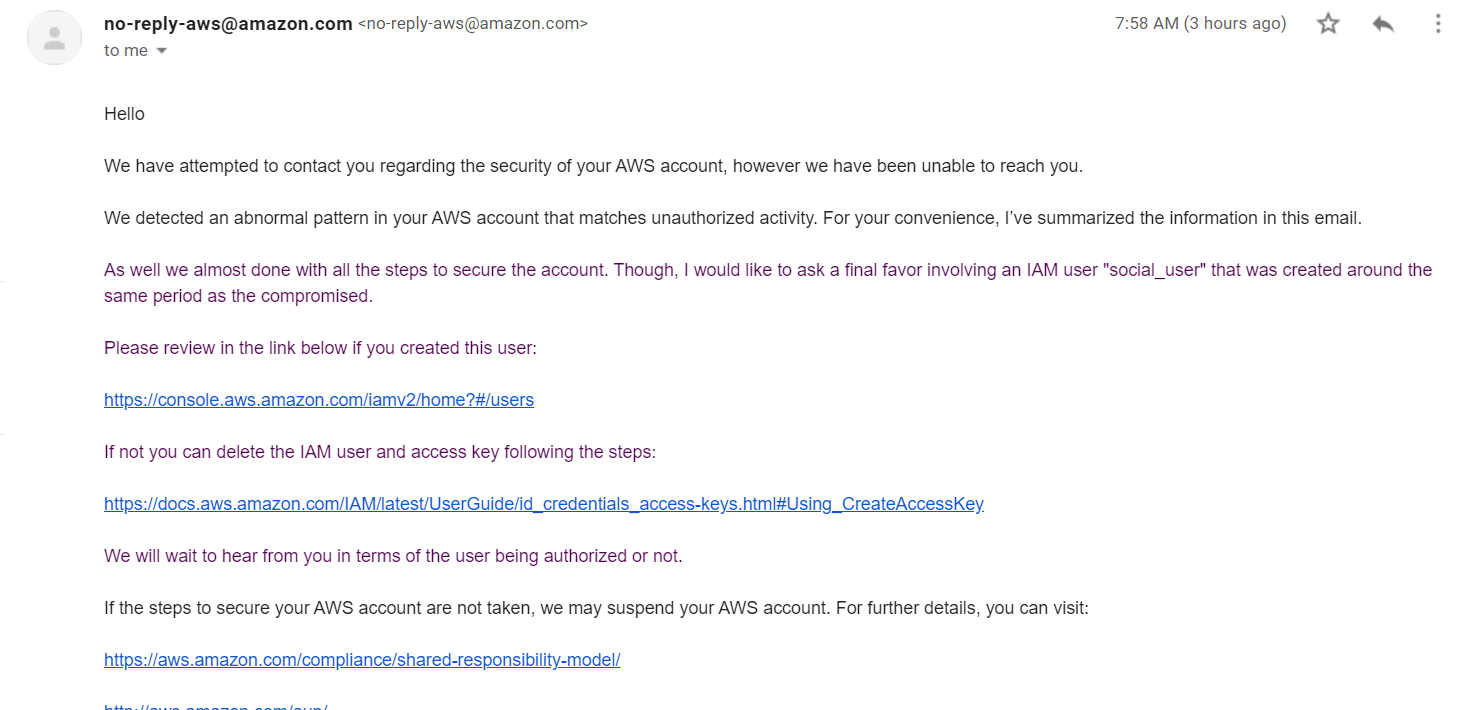 no-reply-aws@amazon.com <no-reply-aws@amazon.com>
7:58 AM (3 hours ago)
to me
Hello
We have attempted to contact you regarding the security of your AWS account, however we have been unable to reach you.
We detected an abnormal pattern in your AWS account that matches unauthorized activity. For your convenience, I’ve summarized the information in this email.
As well we almost done with all the steps to secure the account. Though, I would like to ask a final favor involving an IAM user "social_user" that was created around the
same period as the compromised.
Please review in the link below if you created this user:
https://console.aws.amazon.com/iamv2/home?#/users
If not you can delete the IAM user and access key following the steps:
https://docs.aws.amazon.com/IAM/latest/UserGuide/id_credentials_access-keys.html#Using_CreateAccessKey
We will wait to hear from you in terms of the user being authorized or not.
If the steps to secure your AWS account are not taken, we may suspend your AWS account. For further details, you can visit:
https://aws.amazon.com/compliance/shared-responsibility-model/
http://aws.amazon.com/aup/